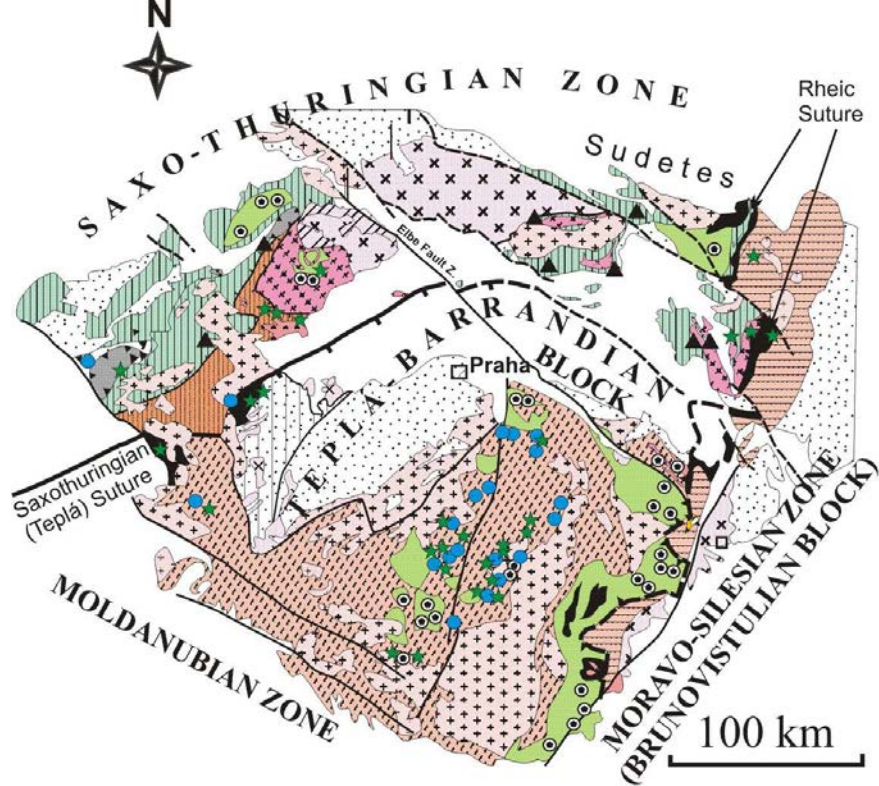 N
SAXO-THURINGIAN ZONE
Rheic
Suture
Sudetes
Elbe Fault Z.
TEPLÁ-BARRANDIAN
BLOCK
Praha
Saxothuringian
(Teplá) Suture
MOLDANUBIAN ZONE
MORAVO-SILESIAN ZONE
(BRUNOVISTULIAN BLOCK)
100 km